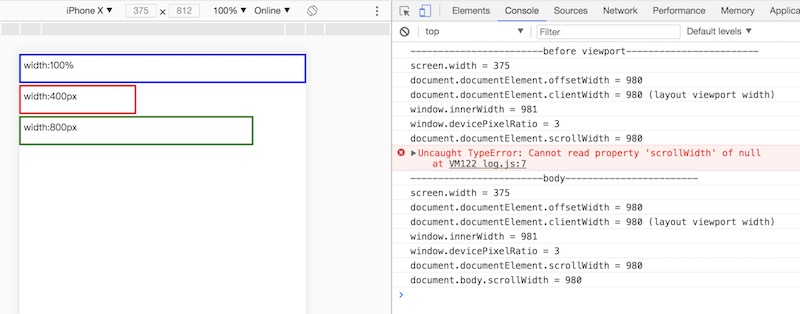 iPhone X ▼ 375 × 812 100% ▼ Online ▼
width:100%
width:400px
width:800px
Elements Console Sources Network Performance Memory Applica
top ▼ Filter Default levels ▼
-------------------------before viewport-------------------------
screen.width = 375
document.documentElement.offsetWidth = 980
document.documentElement.clientWidth = 980 (layout viewport width)
window.innerWidth = 981
window.devicePixelRatio = 3
document.documentElement.scrollWidth = 980
▶Uncaught TypeError: Cannot read property 'scrollWidth' of null
at VM122 log.js:7
-------------------------body-------------------------
screen.width = 375
document.documentElement.offsetWidth = 980
document.documentElement.clientWidth = 980 (layout viewport width)
window.innerWidth = 981
window.devicePixelRatio = 3
document.documentElement.scrollWidth = 980
document.body.scrollWidth = 980
>